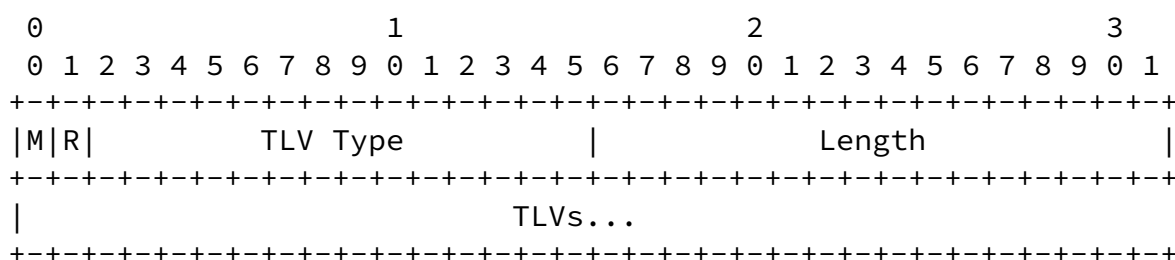 0                   1                   2                   3
 0 1 2 3 4 5 6 7 8 9 0 1 2 3 4 5 6 7 8 9 0 1 2 3 4 5 6 7 8 9 0 1
+-+-+-+-+-+-+-+-+-+-+-+-+-+-+-+-+-+-+-+-+-+-+-+-+-+-+-+-+-+-+-+-+
|M|R|         TLV Type          |            Length             |
+-+-+-+-+-+-+-+-+-+-+-+-+-+-+-+-+-+-+-+-+-+-+-+-+-+-+-+-+-+-+-+-+
|                           TLVs...
+-+-+-+-+-+-+-+-+-+-+-+-+-+-+-+-+-+-+-+-+-+-+-+-+-+-+-+-+-+-+-+-+